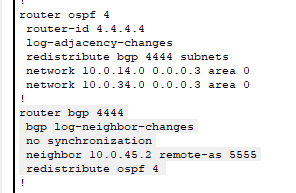 !
router ospf 4
router-id 4.4.4.4
log-adjacency-changes
redistribute bgp 4444 subnets
network 10.0.14.0 0.0.0.3 area 0
network 10.0.34.0 0.0.0.3 area 0
!
router bgp 4444
bgp log-neighbor-changes
no synchronization
neighbor 10.0.45.2 remote-as 5555
redistribute ospf 4
!